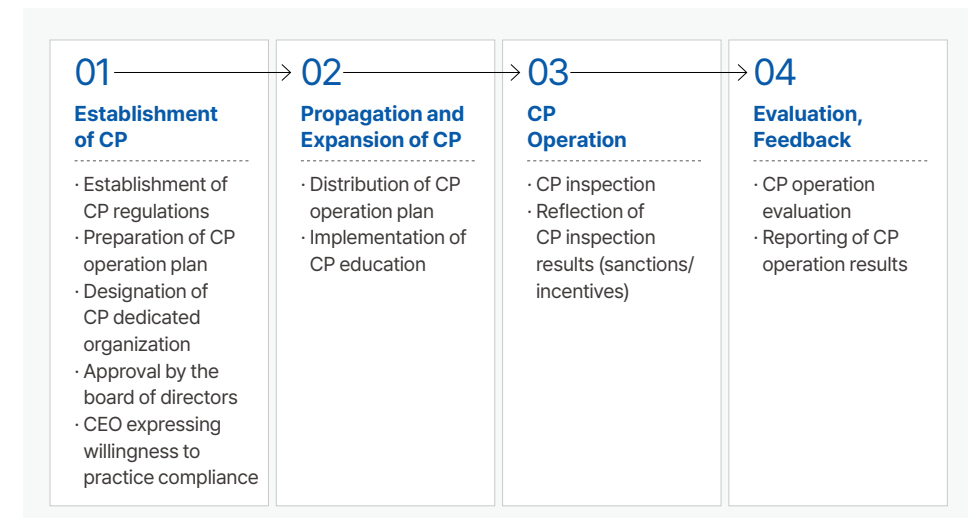 01
Establishment
of CP
· Establishment of
CP regulations
· Preparation of CP
operation plan
· Designation of
CP dedicated
organization
· Approval by the
board of directors
· CEO expressing
willingness to
practice compliance
02
Propagation and
Expansion of CP
· Distribution of CP
operation plan
· Implementation of
CP education
03
CP
Operation
· CP inspection
· Reflection of
CP inspection
results (sanctions/
incentives)
04
Evaluation,
Feedback
· CP operation
evaluation
· Reporting of CP
operation results